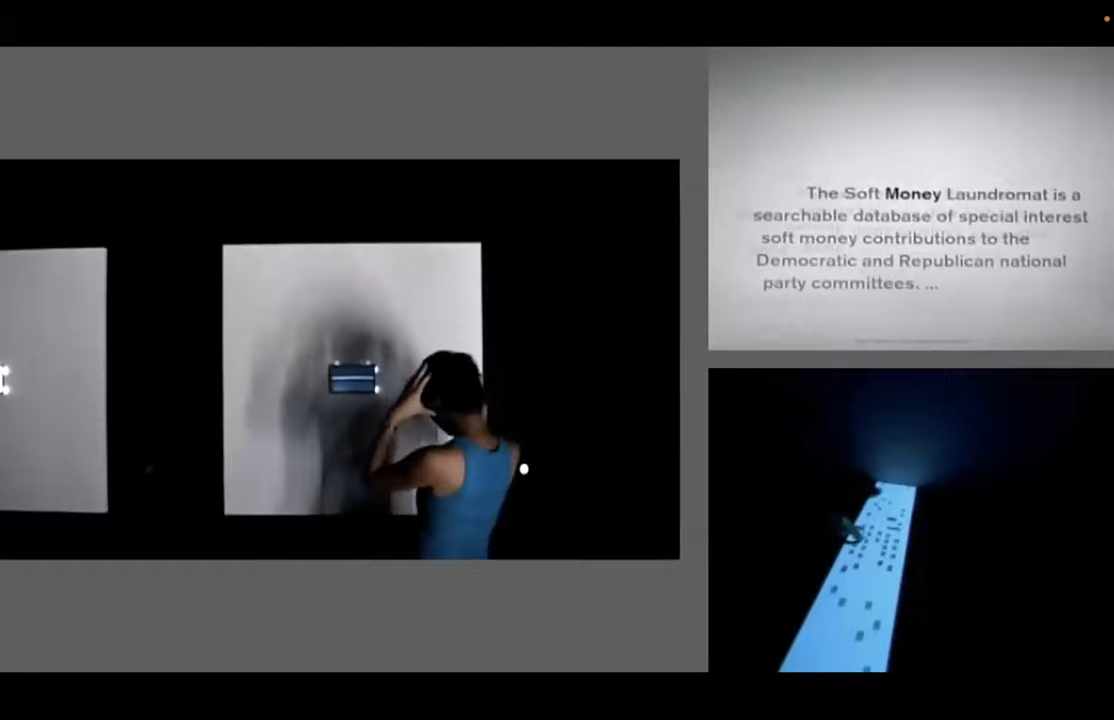 The Soft Money Laundromat is a
searchable database of special interest
soft money contributions to the
Democratic and Republican national
party committees. ...